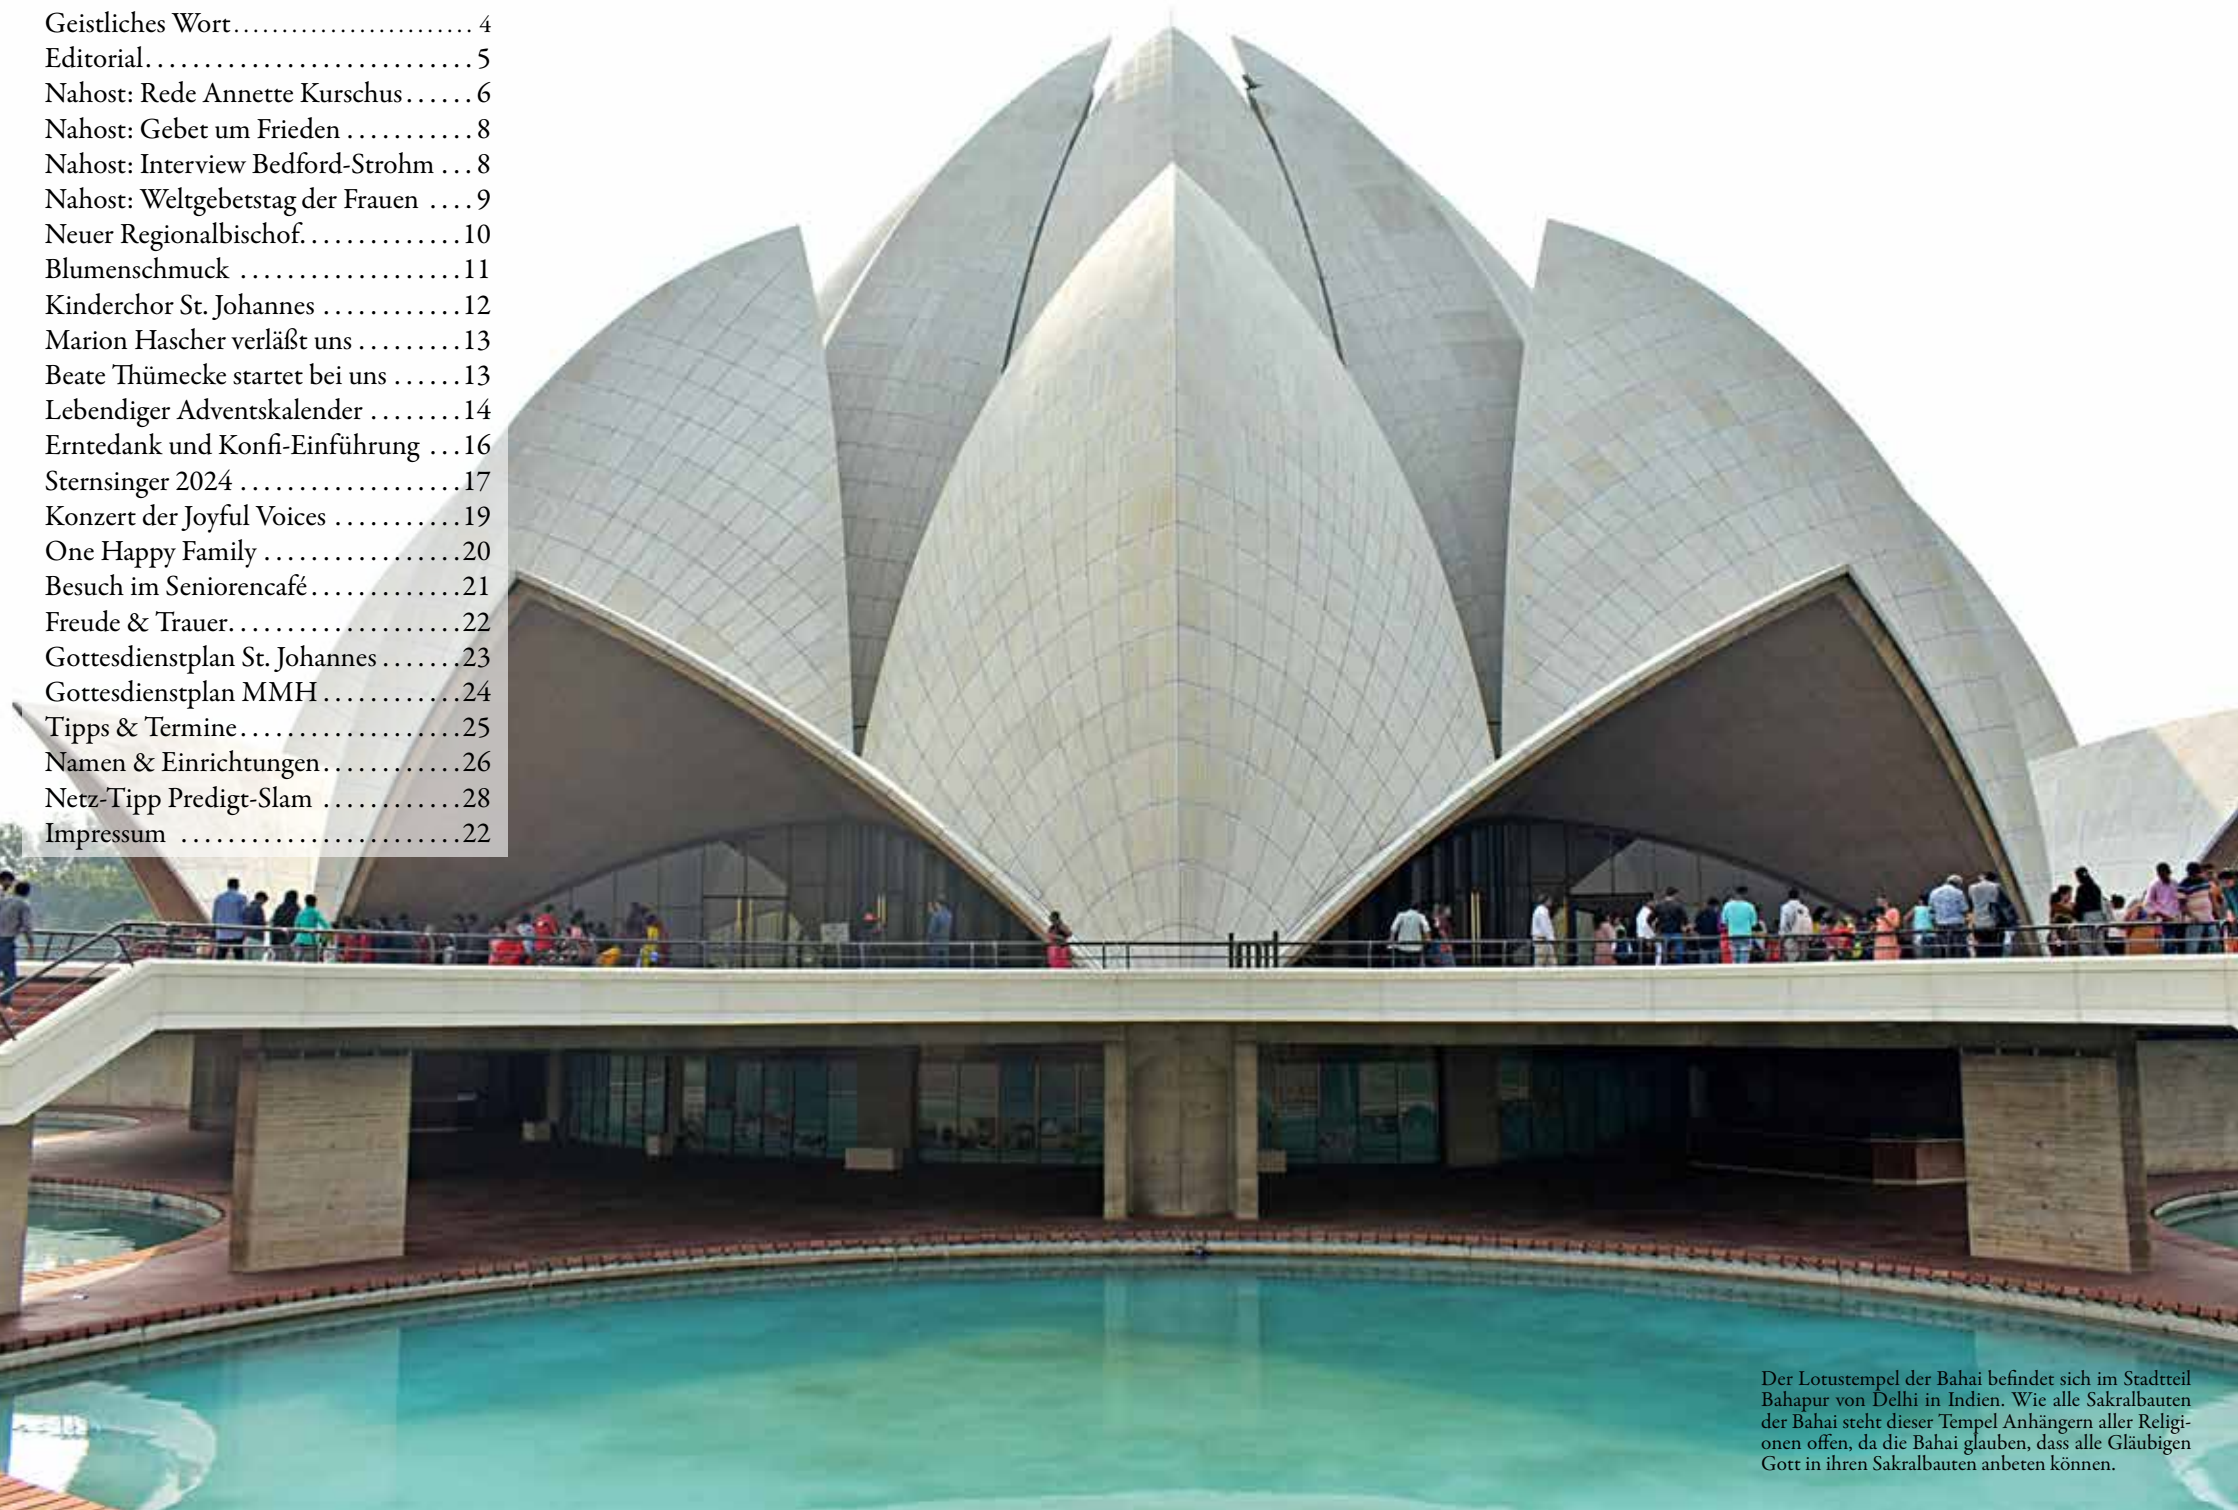 Geistliches Wort......................... 4
Editorial............................5
Nahost: Rede Annette Kurschus......6
Nahost: Gebet um Frieden ...........8
Nahost: Interview Bedford-Strohm ...8
Nahost: Weltgebetstag der Frauen ....9
Neuer Regionalbischof..............10
Blumenschmuck ...................11
Kinderchor St. Johannes ............12
Marion Hascher verläßt uns .........13
Beate Thümecke startet bei uns ......13
Lebendiger Adventskalender ........14
Erntedank und Konfi-Einführung ...16
Sternsinger 2024 ...................17
Konzert der Joyful Voices ...........19
One Happy Family .................20
Besuch im Seniorencafé.............21
Freude & Trauer....................22
Gottesdienstplan St. Johannes.......23
Gottesdienstplan MMH............24
Tipps & Termine...................25
Namen & Einrichtungen............26
Netz-Tipp Predigt-Slam ............28
Impressum ........................22
Der Lotustempel der Bahai befindet sich im Stadtteil
Bahapur von Delhi in Indien. Wie alle Sakralbauten
der Bahai steht dieser Tempel Anhängern aller Religi-
onen offen, da die Bahai glauben, dass alle Gläubigen
Gott in ihren Sakralbauten anbeten können.